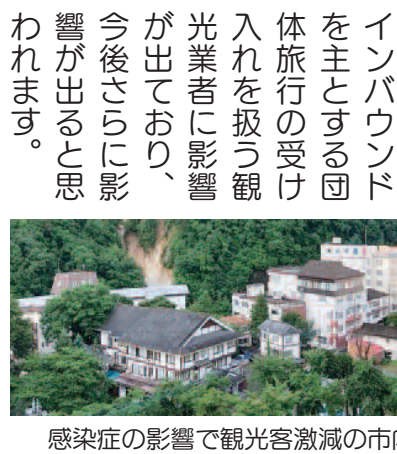 インバウンド
を主とする団
体旅行の受け
入れを扱う観
光業者に影響
が出ており、
今後さらに影
響が出ると思
われます。
感染症の影響で観光客激減の市内